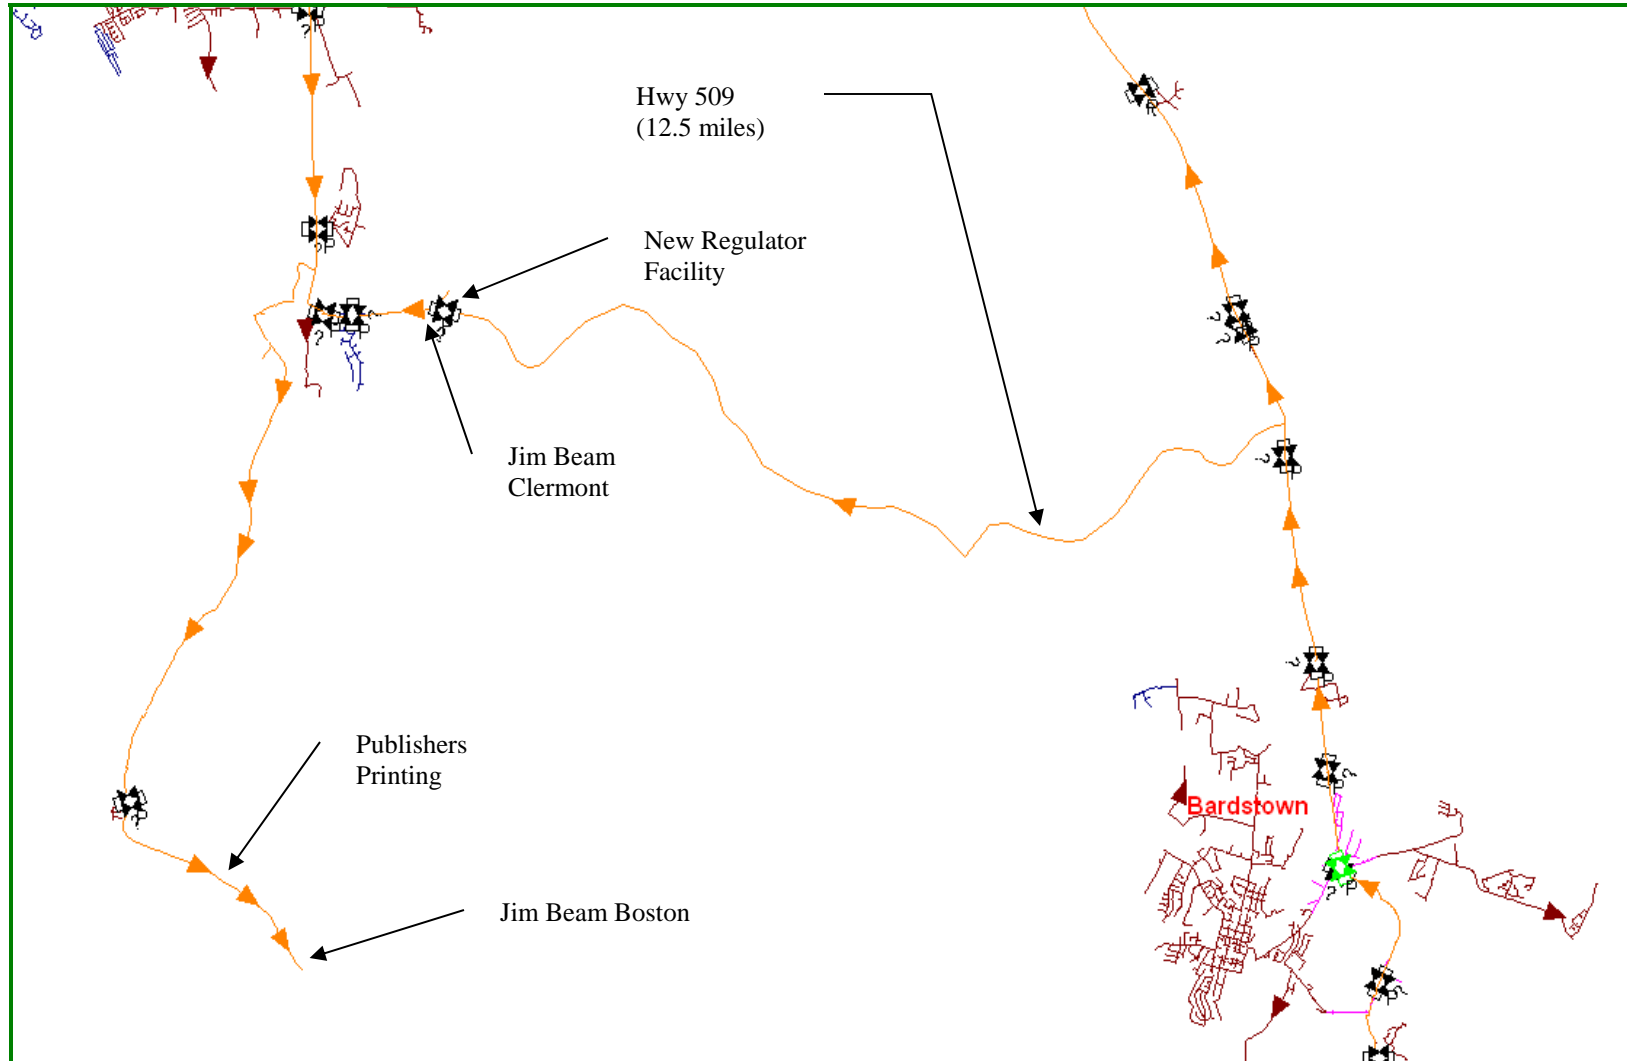 Hwy 509
(12.5 miles)
New Regulator
Facility
Jim Beam
Clermont
Publishers
Printing
Jim Beam Boston
Bardstown